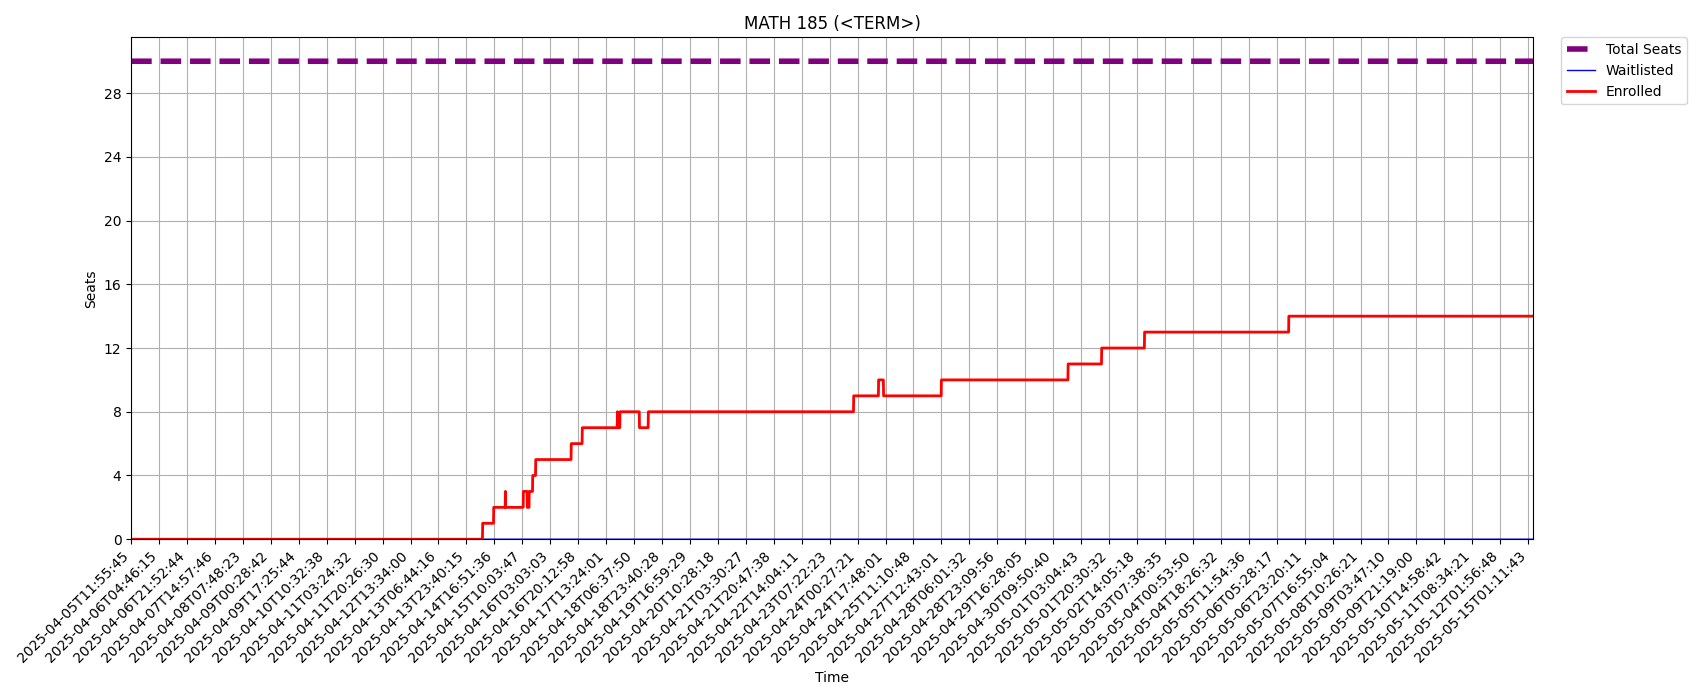 MATH 185 (<TERM>)
Total Seats
Waitlisted
Enrolled
Seats
28
24
20
16
12
8
4
0
2025-04-05T11:55:45
2025-04-06T04:46:15
2025-04-06T21:52:44
2025-04-07T14:57:46
2025-04-08T07:48:23
2025-04-09T00:28:42
2025-04-09T17:25:44
2025-04-10T10:32:38
2025-04-11T03:24:32
2025-04-11T20:26:30
2025-04-12T13:34:00
2025-04-13T06:44:16
2025-04-13T23:40:15
2025-04-14T16:51:36
2025-04-15T10:03:47
2025-04-16T03:03:03
2025-04-16T20:12:58
2025-04-17T13:24:01
2025-04-18T06:37:50
2025-04-18T23:40:28
2025-04-19T16:59:29
2025-04-20T10:28:18
2025-04-21T03:30:27
2025-04-21T20:47:38
2025-04-22T14:04:11
2025-04-23T07:22:23
2025-04-24T00:27:21
2025-04-24T17:48:01
2025-04-25T11:10:48
2025-04-27T12:43:01
2025-04-28T06:01:32
2025-04-28T23:09:56
2025-04-29T16:28:05
2025-04-30T09:50:40
2025-05-01T03:04:43
2025-05-01T20:30:32
2025-05-02T14:05:18
2025-05-03T07:38:35
2025-05-04T00:53:50
2025-05-04T18:26:32
2025-05-05T11:54:36
2025-05-06T05:28:17
2025-05-06T23:20:11
2025-05-07T16:55:04
2025-05-08T10:26:21
2025-05-09T03:47:10
2025-05-09T21:19:00
2025-05-10T14:58:42
2025-05-11T08:34:21
2025-05-12T01:56:48
2025-05-15T01:11:43
Time